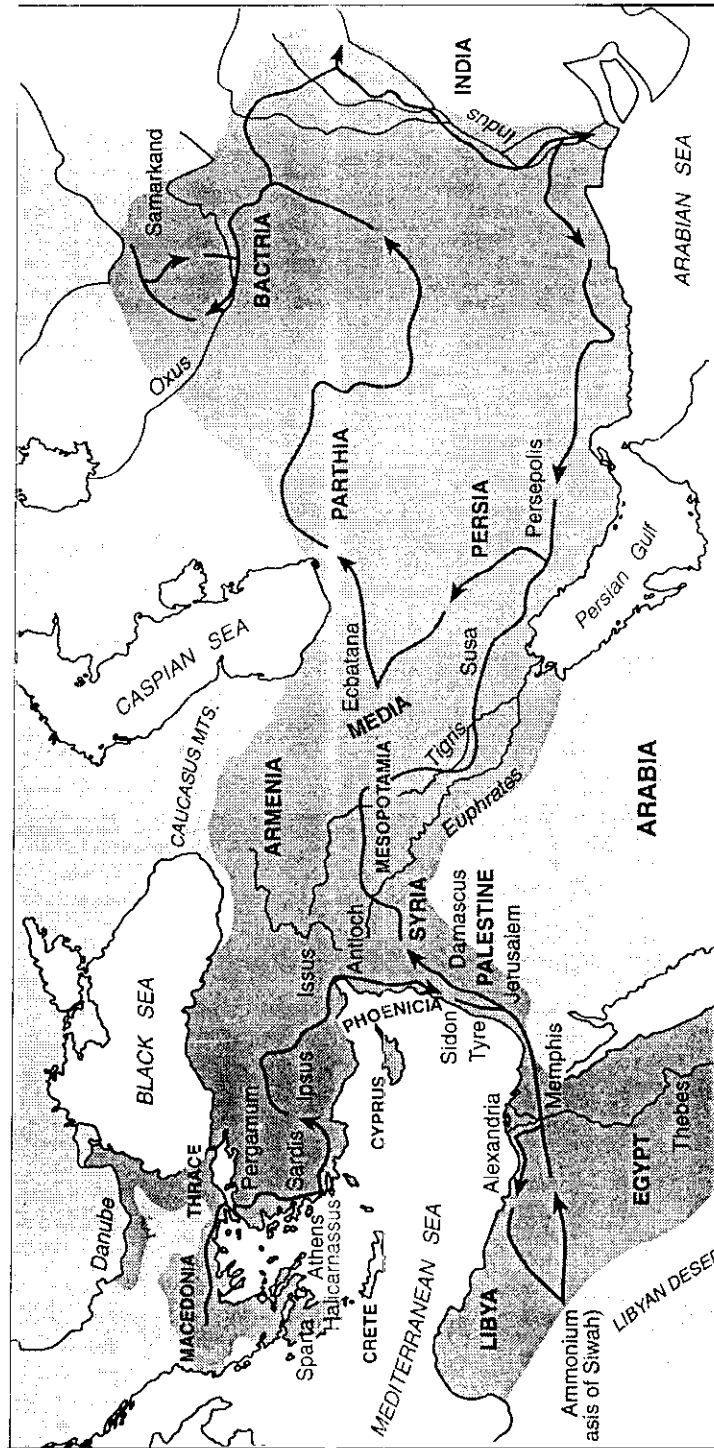 Danube
BLACK SEA
CAUCASUS MTS.
CASPIAN SEA
Oxus
Samarkand
MACEDONIA
THRACE
Pergamum
Sardis
Ipsus
Issus
ARMENIA
Antioch
MESOPOTAMIA
Tigris
Euphrates
MEDIA
Ecbatana
PARTHIA
BACTRIA
Sparta
Athens
Halicarnassus
CRETE
CYPRUS
PHOENICIA
SYRIA
Damascus
PALESTINE
Jerusalem
Sidon
Tyre
Susa
PERSIA
Persepolis
Persian Gulf
INDIA
Indus
ARABIAN SEA
MEDITERRANEAN SEA
LIBYA
Alexandria
Memphis
EGYPT
Thebes
ARABIA
Ammonium
asis of Siwah)
LIBYAN DESER